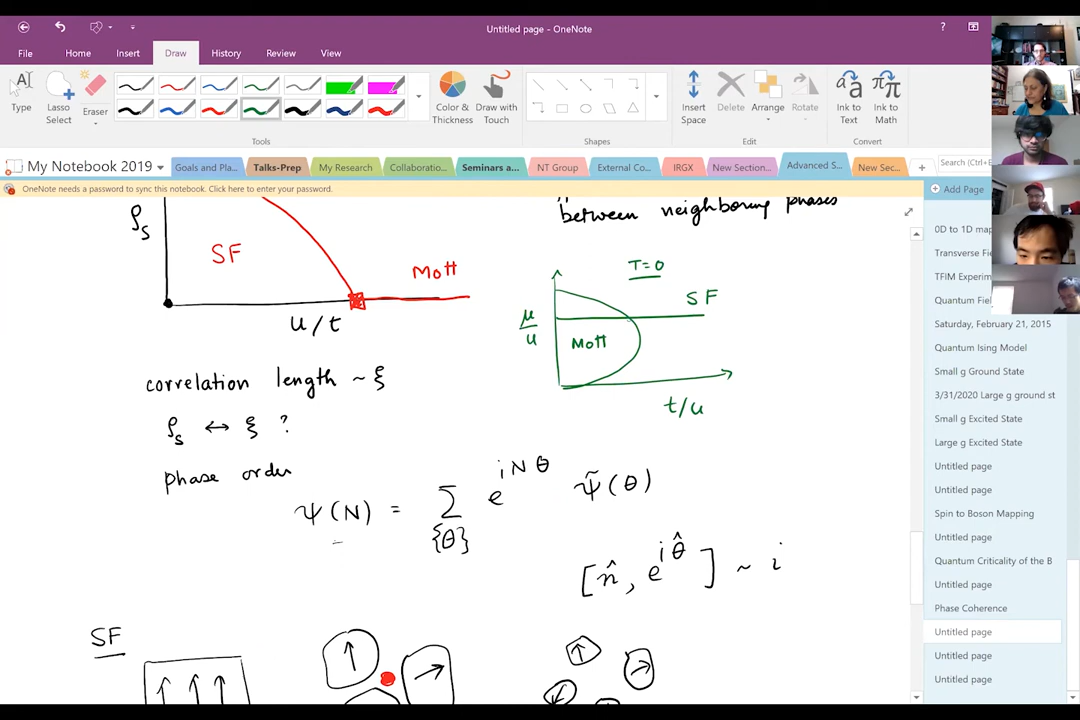 Untitled page - OneNote
?
File Home Insert Draw History Review View
Type
Lasso Select
Eraser
Color & Thickness
Draw with Touch
Insert Space
Delete
Arrange
Rotate
Ink to Text
Ink to Math
Tools Shapes Edit Convert
My Notebook 2019
Goals and Pla...
Talks-Prep
My Research
Collaboratio...
Seminars a...
NT Group
External Co...
IRGX
New Section...
Advanced S...
New Sec...
+
Search (Ctrl+E
OneNote needs a password to sync this notebook. Click here to enter your password.
Add Page
0D to 1D map
Transverse Fi
TFIM Experim
Quantum Fiel
Saturday, February 21, 2015
Quantum Ising Model
Small g Ground State
3/31/2020 Large g ground st
Small g Excited State
Large g Excited State
Untitled page
Untitled page
Spin to Boson Mapping
Untitled page
Quantum Criticality of the B
Untitled page
Phase Coherence
Untitled page
Untitled page
Untitled page
between neighboring phases
ρs
SF
Mott
u/t
T=0
SF
μ/u
Mott
t/u
correlation length ~ ξ
ρs ↔ ξ ?
phase order
ψ(N) = Σ{θ} e^{iNθ} ψ̃(θ)
[n̂, e^{iθ̂}] ~ i
SF